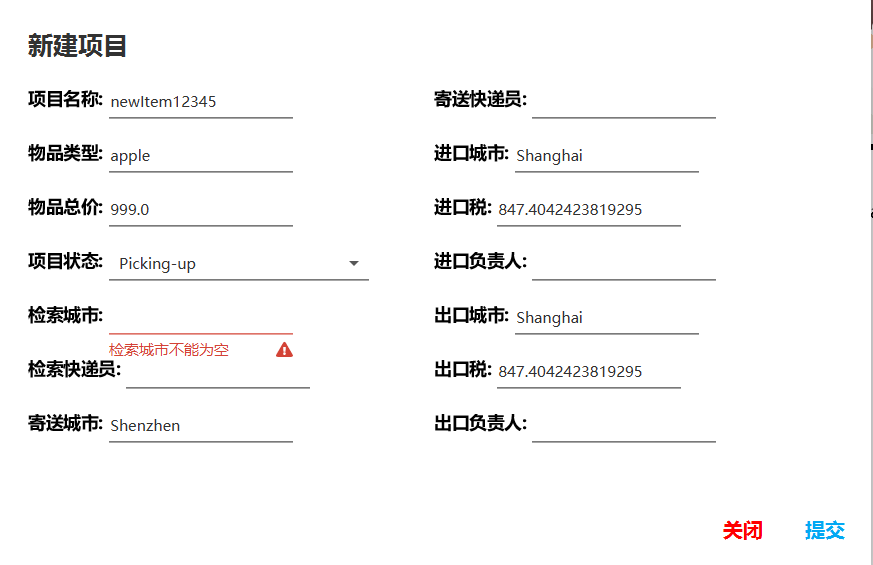 新建项目
项目名称: newItem12345
寄送快递员:
物品类型: apple
进口城市: Shanghai
物品总价: 999.0
进口税: 847.4042423819295
项目状态: Picking-up
进口负责人:
检索城市:
出口城市: Shanghai
检索城市不能为空
检索快递员:
出口税: 847.4042423819295
寄送城市: Shenzhen
出口负责人:
关闭 提交